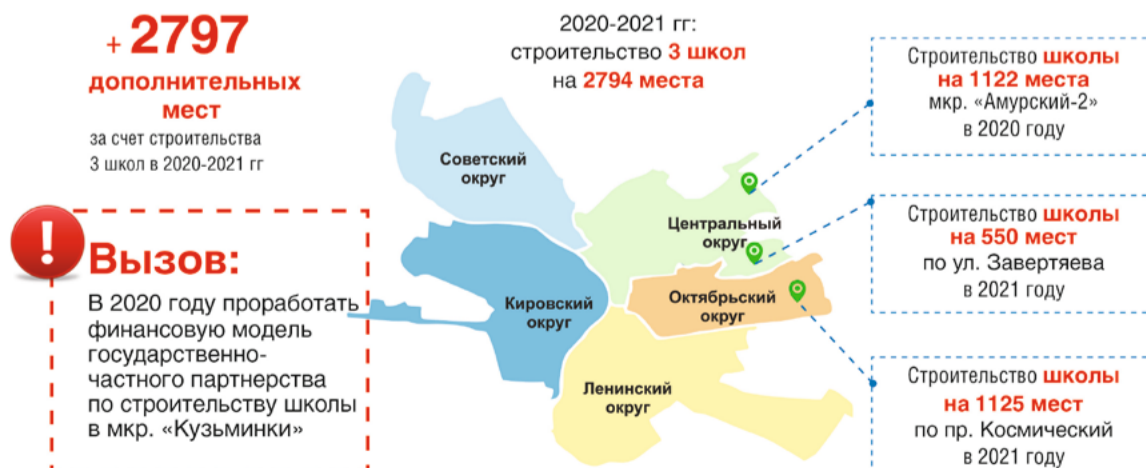 + 2797
дополнительных
мест
за счет строительства
3 школ в 2020-2021 гг
!
Вызов:
В 2020 году проработать
финансовую модель
государственно-
частного партнерства
по строительству школы
в мкр. «Кузьминки»
2020-2021 гг:
строительство 3 школ
на 2794 места
Советский
округ
Центральный
округ
Кировский
округ
Октябрьский
округ
Ленинский
округ
Строительство школы
на 1122 места
мкр. «Амурский-2»
в 2020 году
Строительство школы
на 550 мест
по ул. Завертяева
в 2021 году
Строительство школы
на 1125 мест
по пр. Космический
в 2021 году